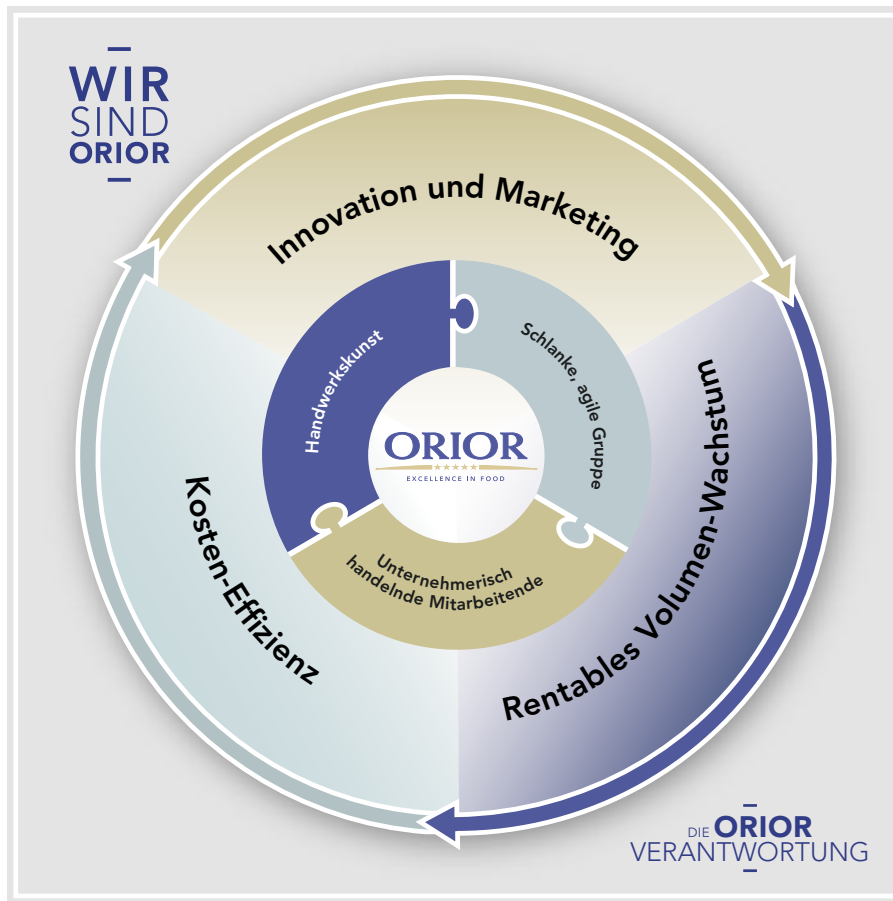 WIR
SIND
ORIOR
Innovation und Marketing
Handwerkskunst
Schlanke, agile Gruppe
ORIOR
EXCELLENCE IN FOOD
Unternehmerisch
handelnde Mitarbeitende
Kosten-Effizienz
Rentables Volumen-Wachstum
DIE ORIOR
VERANTWORTUNG